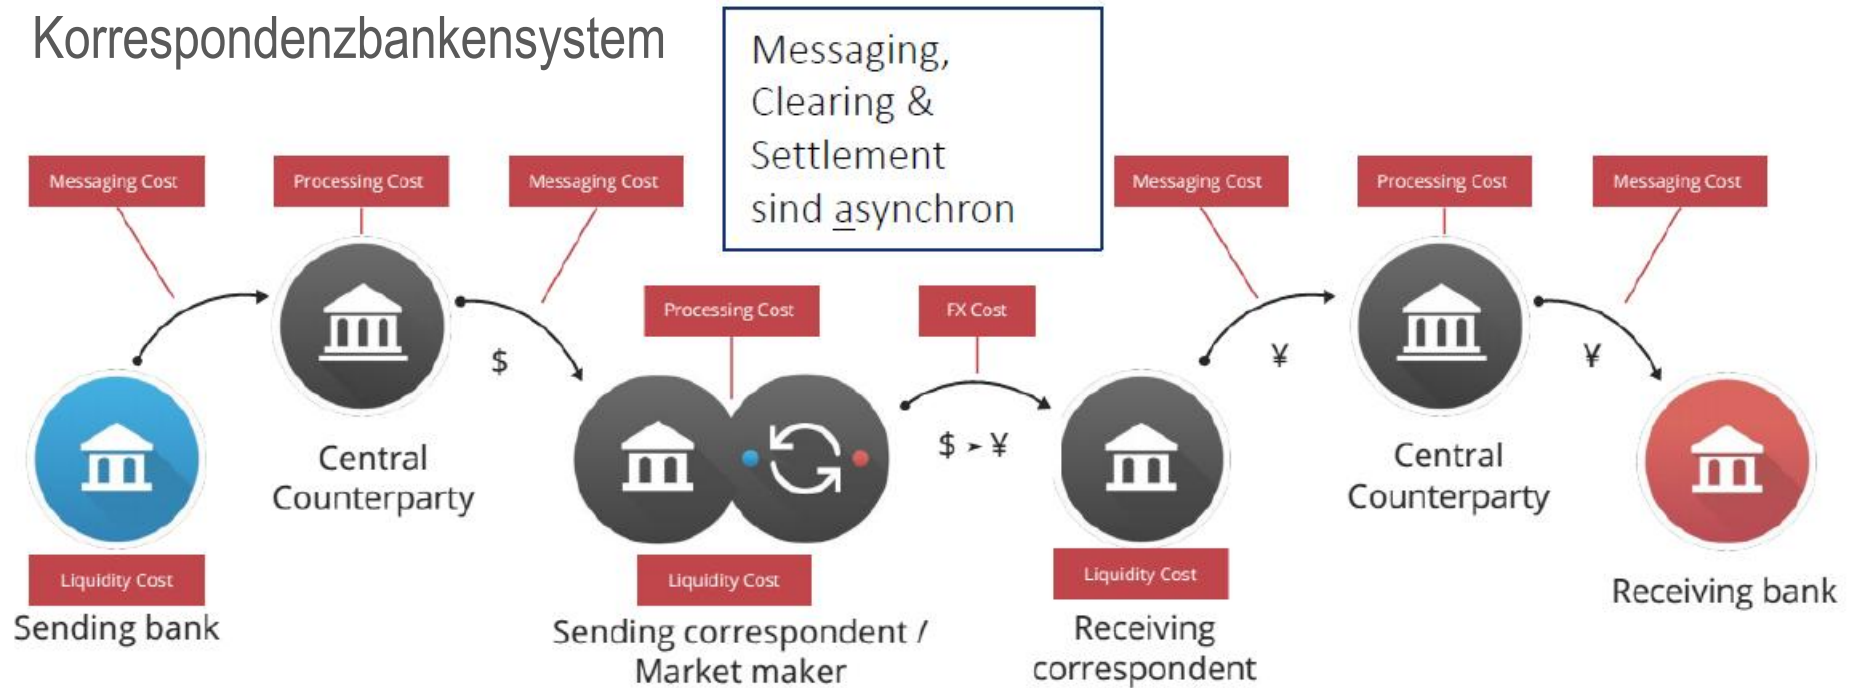 Korrespondenzbankensystem
Messaging,
Clearing &
Settlement
sind asynchron
Messaging Cost
Processing Cost
Messaging Cost
Messaging Cost
Processing Cost
Messaging Cost
Processing Cost
FX Cost
$
$ ➤ ¥
¥
¥
Central
Counterparty
Central
Counterparty
Liquidity Cost
Sending bank
Liquidity Cost
Sending correspondent /
Market maker
Liquidity Cost
Receiving
correspondent
Receiving bank